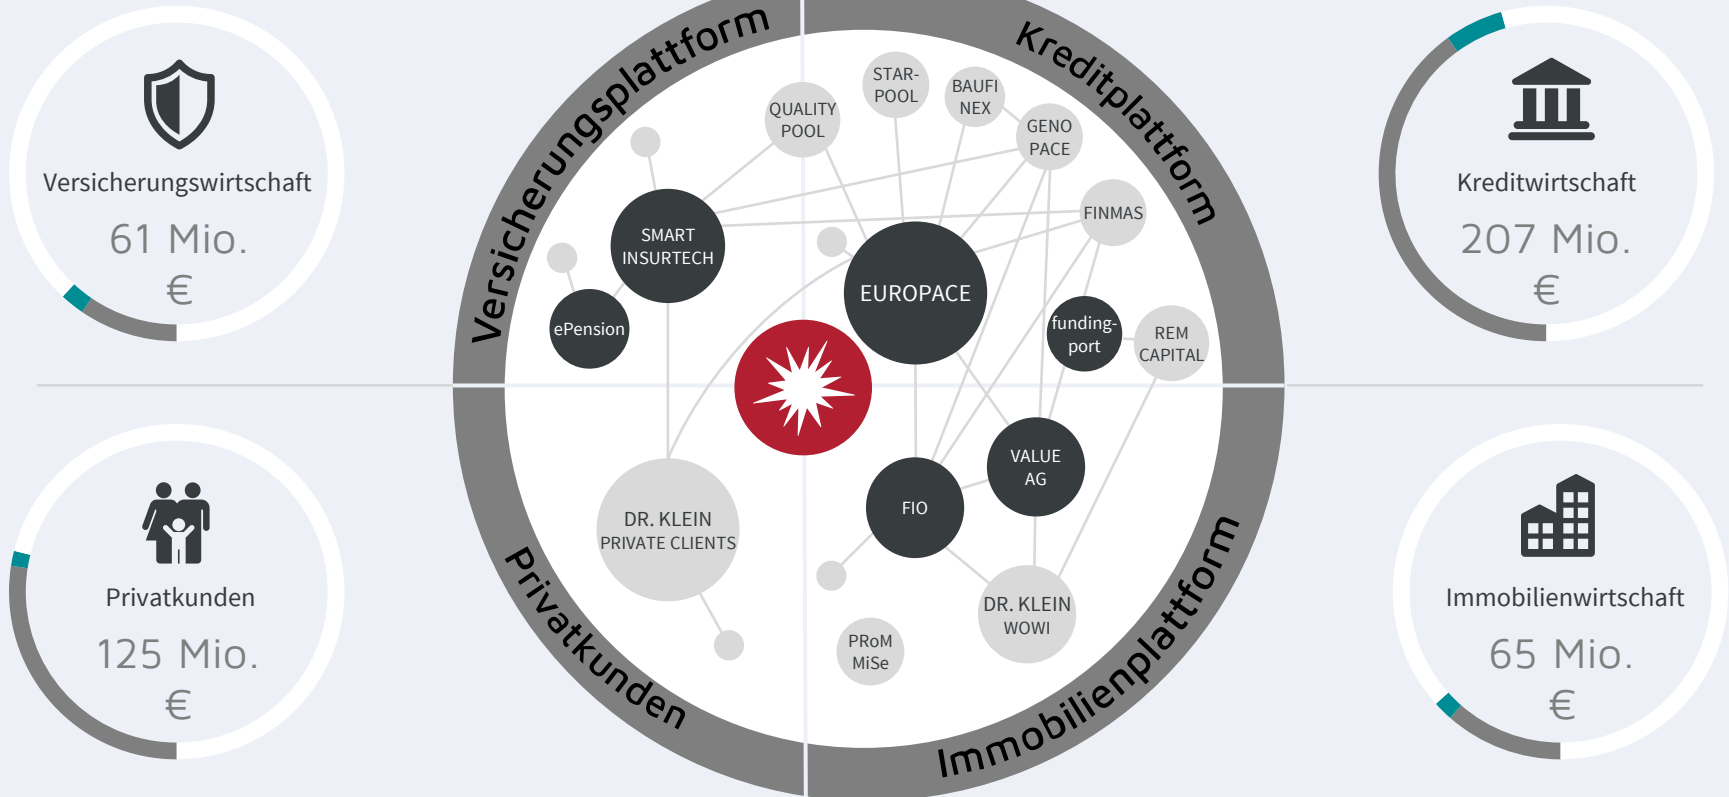 Versicherungswirtschaft
61 Mio.
€
Privatkunden
125 Mio.
€
Versicherungsplattform
Kreditplattform
QUALITY
POOL
STAR-
POOL
BAUFI
NEX
GENO
PACE
FINMAS
SMART
INSURTECH
EUROPACE
ePension
funding-
port
REM
CAPITAL
VALUE
AG
FIO
DR. KLEIN
PRIVATE CLIENTS
DR. KLEIN
WOWI
PRoM
MiSe
Privatkunden
Immobilienplattform
Kreditwirtschaft
207 Mio.
€
Immobilienwirtschaft
65 Mio.
€